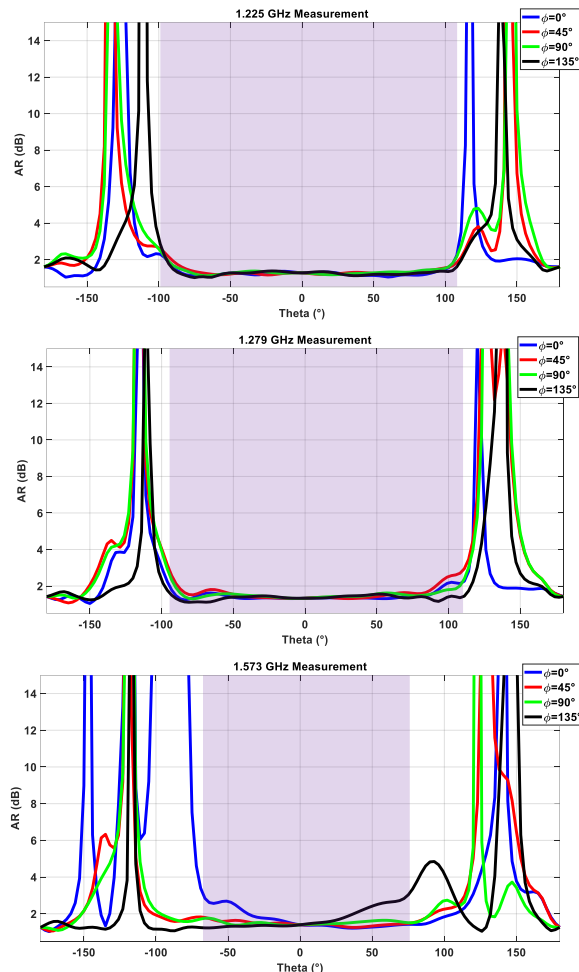 1.225 GHz Measurement
ϕ=0°
ϕ=45°
ϕ=90°
ϕ=135°
14
12
10
8
6
4
2
AR (dB)
-150 -100 -50 0 50 100 150
Theta (°)
1.279 GHz Measurement
ϕ=0°
ϕ=45°
ϕ=90°
ϕ=135°
14
12
10
8
6
4
2
AR (dB)
-150 -100 -50 0 50 100 150
Theta (°)
1.573 GHz Measurement
ϕ=0°
ϕ=45°
ϕ=90°
ϕ=135°
14
12
10
8
6
4
2
AR (dB)
-150 -100 -50 0 50 100 150
Theta (°)